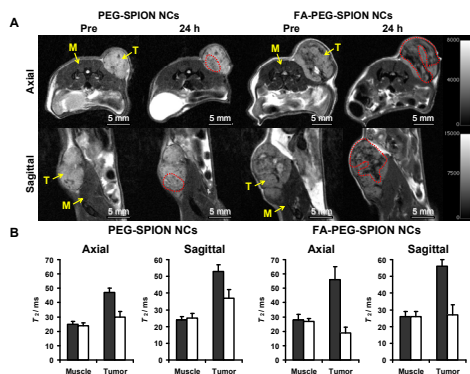 PEG-SPION NCs FA-PEG-SPION NCs
A Pre 24 h Pre 24 h
Axial
M T M T
5 mm 5 mm 5 mm 5 mm
6000
3000
0
Sagittal
T M T M
5 mm 5 mm 5 mm 5 mm
15000
7500
0
B PEG-SPION NCs FA-PEG-SPION NCs
Axial Sagittal Axial Sagittal
T₂/ ms T₂/ ms T₂/ ms T₂/ ms
70 60 50 40 30 20 10 0
60 50 40 30 20 10 0
70 60 50 40 30 20 10 0
60 50 40 30 20 10 0
Muscle Tumor Muscle Tumor Muscle Tumor Muscle Tumor